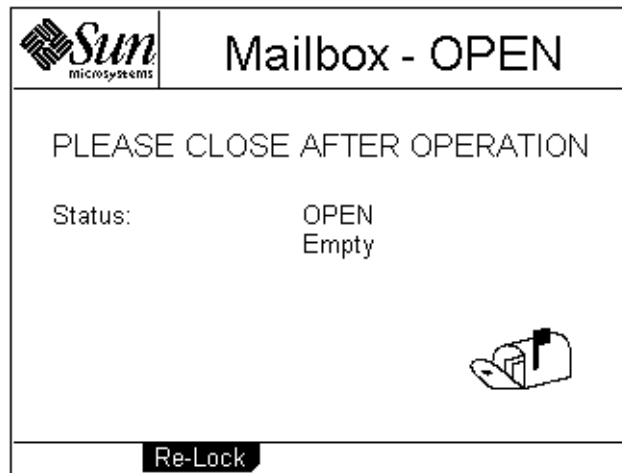 Sun
microsystems
Mailbox - OPEN
PLEASE CLOSE AFTER OPERATION
Status: OPEN
Empty
Re-Lock